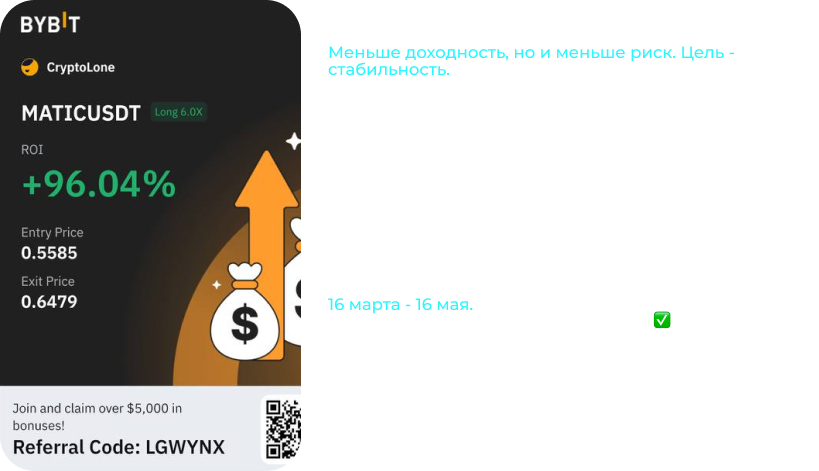 BYBIT
CryptoLone
MATICUSDT Long 6.0X
ROI
+96.04%
Entry Price
0.5585
Exit Price
0.6479
Join and claim over $5,000 in
bonuses!
Referral Code: LGWYNX
Меньше доходность, но и меньше риск. Цель -
стабильность.
16 марта - 16 мая.